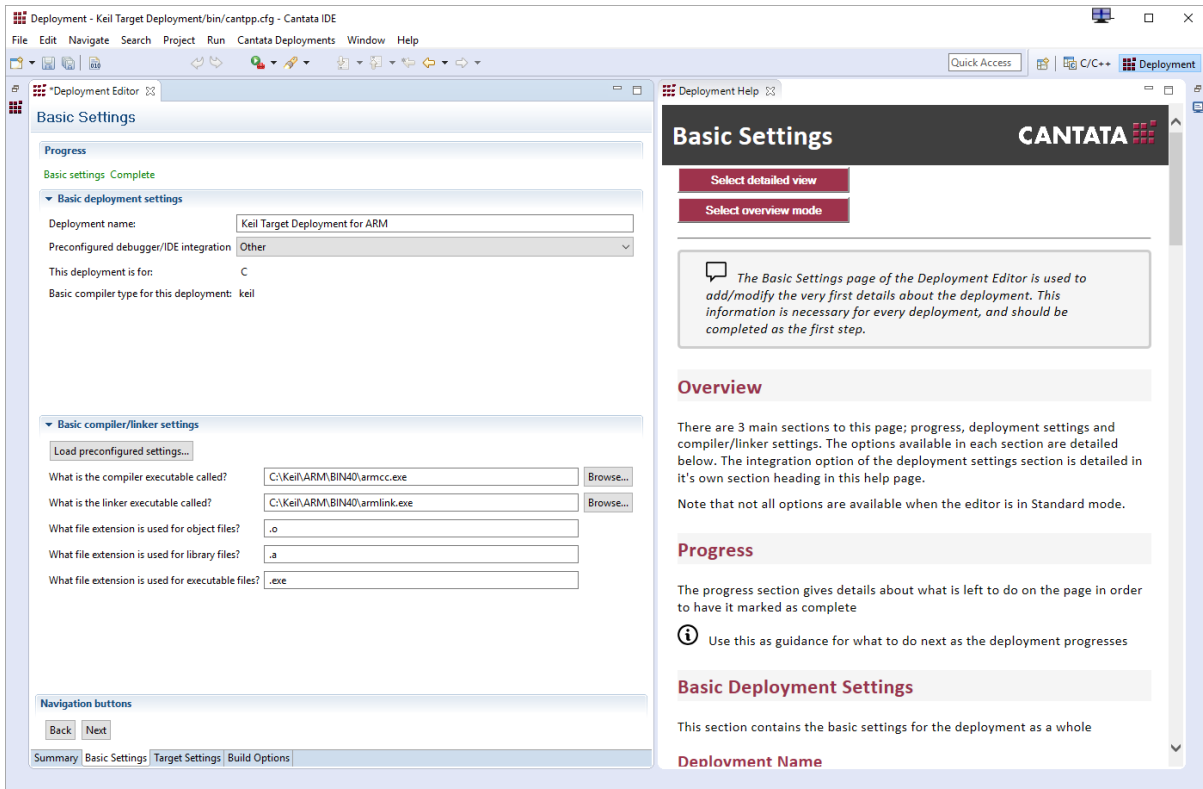 Deployment - Keil Target Deployment/bin/cantpp.cfg - Cantata IDE
File Edit Navigate Search Project Run Cantata Deployments Window Help
010
Quick Access
C/C++
Deployment
*Deployment Editor
Basic Settings
Progress
Basic settings Complete
Basic deployment settings
Deployment name: Keil Target Deployment for ARM
Preconfigured debugger/IDE integration Other
This deployment is for: C
Basic compiler type for this deployment: keil
Basic compiler/linker settings
Load preconfigured settings...
What is the compiler executable called? C:\Keil\ARM\BIN40\armcc.exe Browse...
What is the linker executable called? C:\Keil\ARM\BIN40\armlink.exe Browse...
What file extension is used for object files? .o
What file extension is used for library files? .a
What file extension is used for executable files? .exe
Navigation buttons
Back Next
Summary Basic Settings Target Settings Build Options
Deployment Help
Basic Settings
CANTATA
Select detailed view
Select overview mode
The Basic Settings page of the Deployment Editor is used to
add/modify the very first details about the deployment. This
information is necessary for every deployment, and should be
completed as the first step.
Overview
There are 3 main sections to this page; progress, deployment settings and
compiler/linker settings. The options available in each section are detailed
below. The integration option of the deployment settings section is detailed in
it's own section heading in this help page.
Note that not all options are available when the editor is in Standard mode.
Progress
The progress section gives details about what is left to do on the page in order
to have it marked as complete
Use this as guidance for what to do next as the deployment progresses
Basic Deployment Settings
This section contains the basic settings for the deployment as a whole
Deployment Name